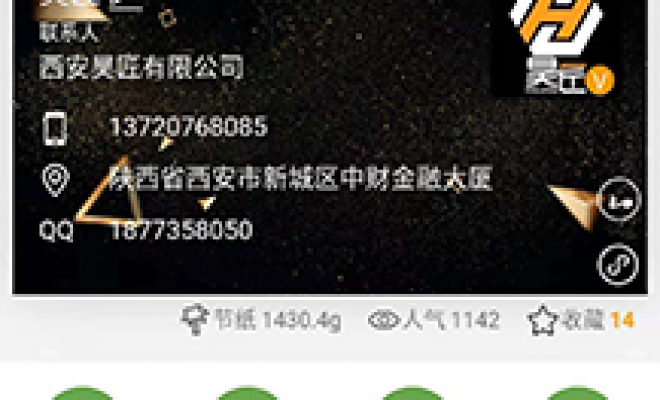 联系人
西安昊匠有限公司
昊匠 V
13720768085
陕西省西安市新城区中财金融大厦
QQ 1877358050
节纸 1430.4g 人气 1142 收藏 14